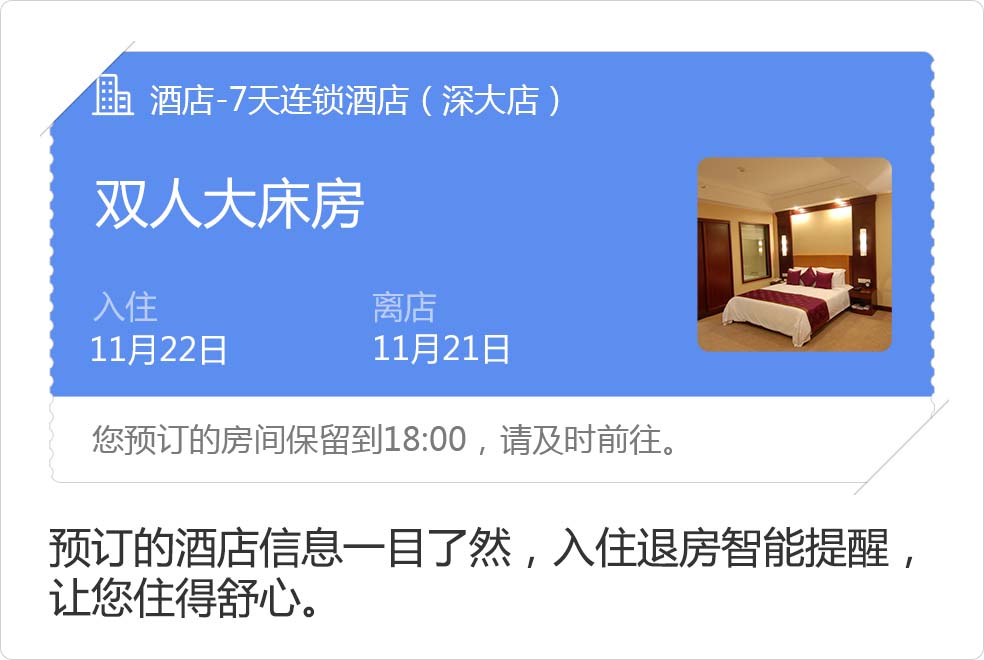 酒店-7天连锁酒店（深大店）
双人大床房
入住 离店
11月22日 11月21日
您预订的房间保留到18:00，请及时前往。
预订的酒店信息一目了然，入住退房智能提醒，
让您住得舒心。